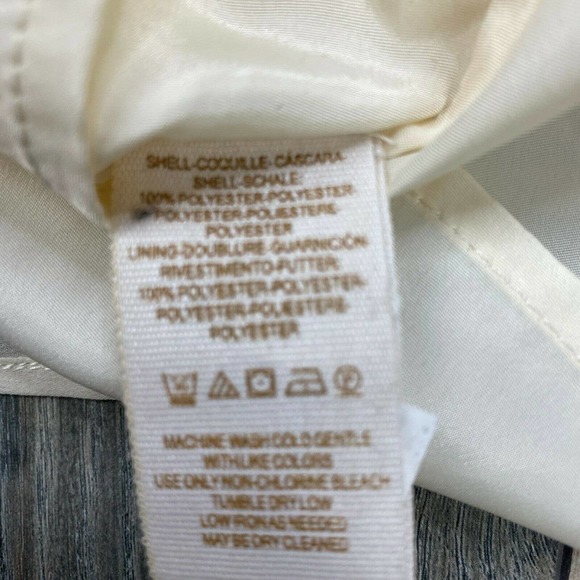 SHELL-COQUILLE-CÁSCARA-
SHELL-SCHALE-
100% POLYESTER-POLYESTER-
POLYESTER-POLIESTERE-
POLYESTER
LINING-DOUBLURE-GUARNICIÓN-
RIVESTIMENTO-FUTTER-
100% POLYESTER-POLYESTER-
POLYESTER-POLIESTERE-
POLYESTER
MACHINE WASH COLD GENTLE
WITH LIKE COLORS
USE ONLY NON-CHLORINE BLEACH
TUMBLE DRY LOW
LOW IRON AS NEEDED
MAY BE DRY CLEANED